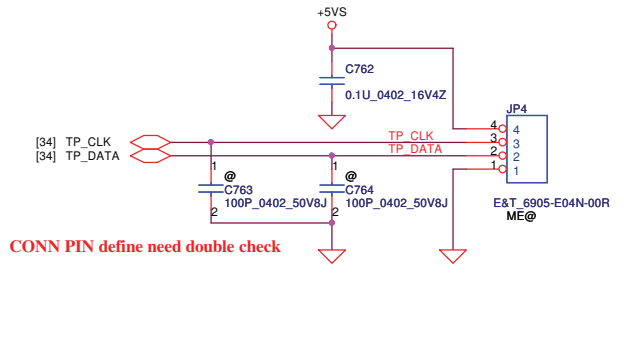 +5VS
C762
0.1U_0402_16V4Z
JP4
4 4
[34] TP_CLK TP_CLK 3 3
[34] TP_DATA TP_DATA 2 2
1 1
1 @ 1 @
C763 C764
100P_0402_50V8J 100P_0402_50V8J
2 2
E&T_6905-E04N-00R
ME@
CONN PIN define need double check